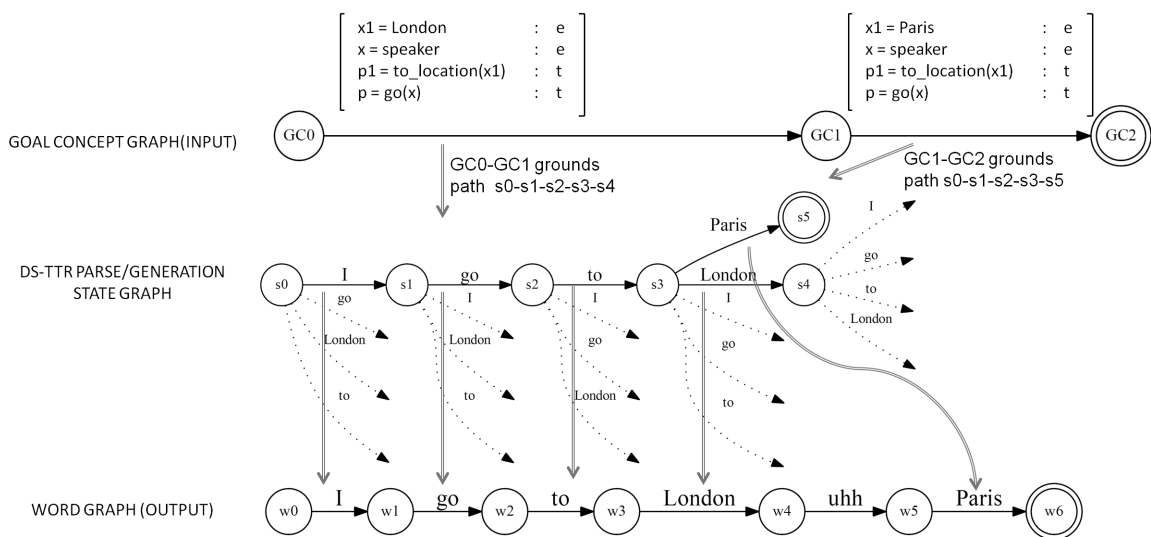 x1 = London : e
x = speaker : e
p1 = to_location(x1) : t
p = go(x) : t
x1 = Paris : e
x = speaker : e
p1 = to_location(x1) : t
p = go(x) : t
GOAL CONCEPT GRAPH(INPUT)
GC0
GC1
GC2
GC0-GC1 grounds
path s0-s1-s2-s3-s4
GC1-GC2 grounds
path s0-s1-s2-s3-s5
DS-TTR PARSE/GENERATION
STATE GRAPH
s0
I
s1
go
s2
to
s3
London
s4
Paris
s5
go
London
to
I
London
to
I
go
London
I
go
to
I
go
to
London
WORD GRAPH (OUTPUT)
w0
I
w1
go
w2
to
w3
London
w4
uhh
w5
Paris
w6